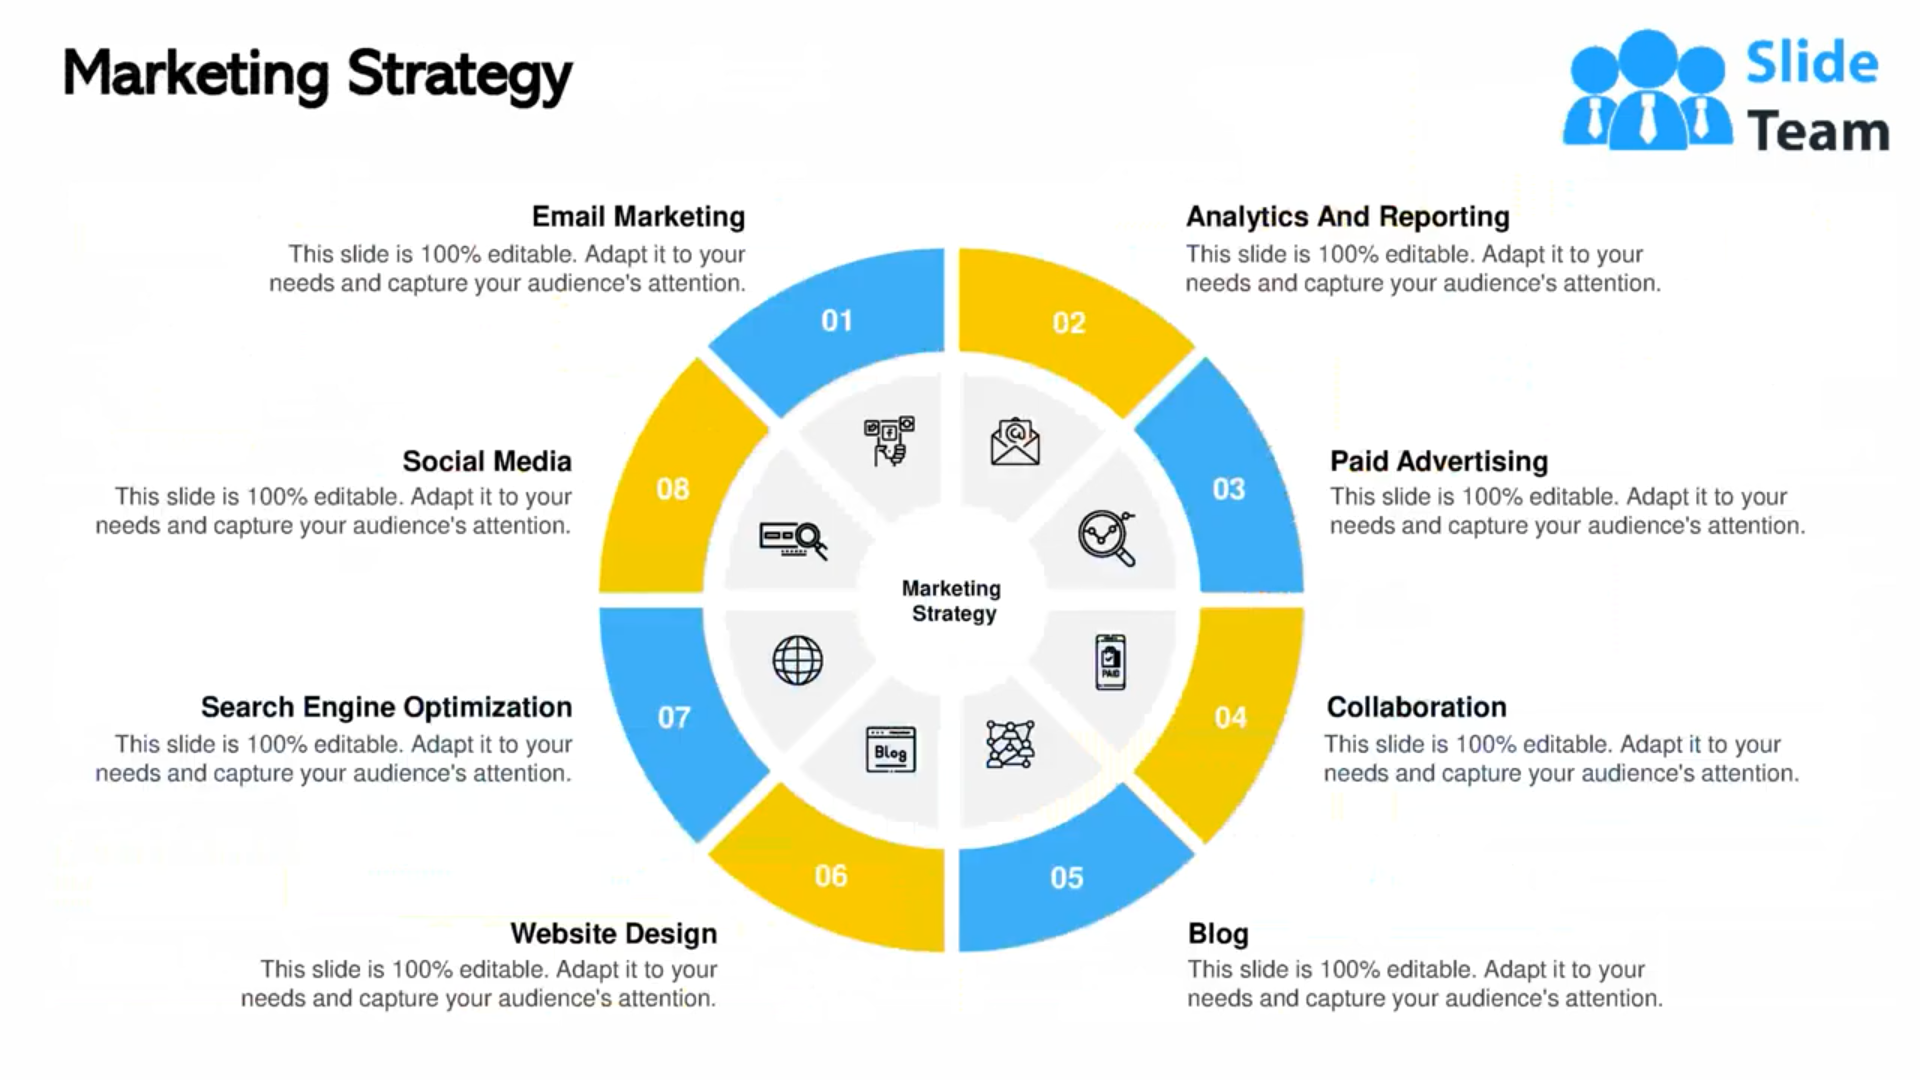 Marketing Strategy
Slide
Team
Email Marketing
This slide is 100% editable. Adapt it to your
needs and capture your audience's attention.
Analytics And Reporting
This slide is 100% editable. Adapt it to your
needs and capture your audience's attention.
01
02
Social Media
This slide is 100% editable. Adapt it to your
needs and capture your audience's attention.
08
03
Paid Advertising
This slide is 100% editable. Adapt it to your
needs and capture your audience's attention.
Marketing
Strategy
PAID
Search Engine Optimization
This slide is 100% editable. Adapt it to your
needs and capture your audience's attention.
07
04
Collaboration
This slide is 100% editable. Adapt it to your
needs and capture your audience's attention.
Blog
06
05
Website Design
This slide is 100% editable. Adapt it to your
needs and capture your audience's attention.
Blog
This slide is 100% editable. Adapt it to your
needs and capture your audience's attention.